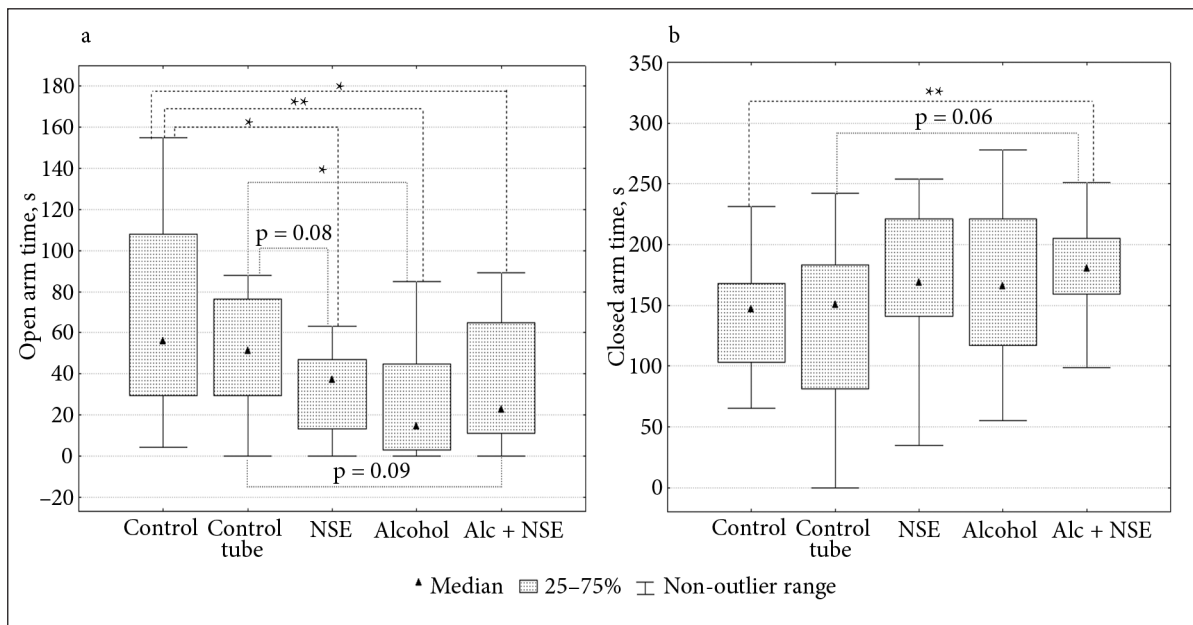 a
Open arm time, s
180
160
140
120
100
80
60
40
20
0
–20
*
**
*
*
p = 0.08
p = 0.09
Control
Control tube
NSE
Alcohol
Alc + NSE
b
Closed arm time, s
350
300
250
200
150
100
50
0
**
p = 0.06
Control
Control tube
NSE
Alcohol
Alc + NSE
Median 25–75% Non-outlier range